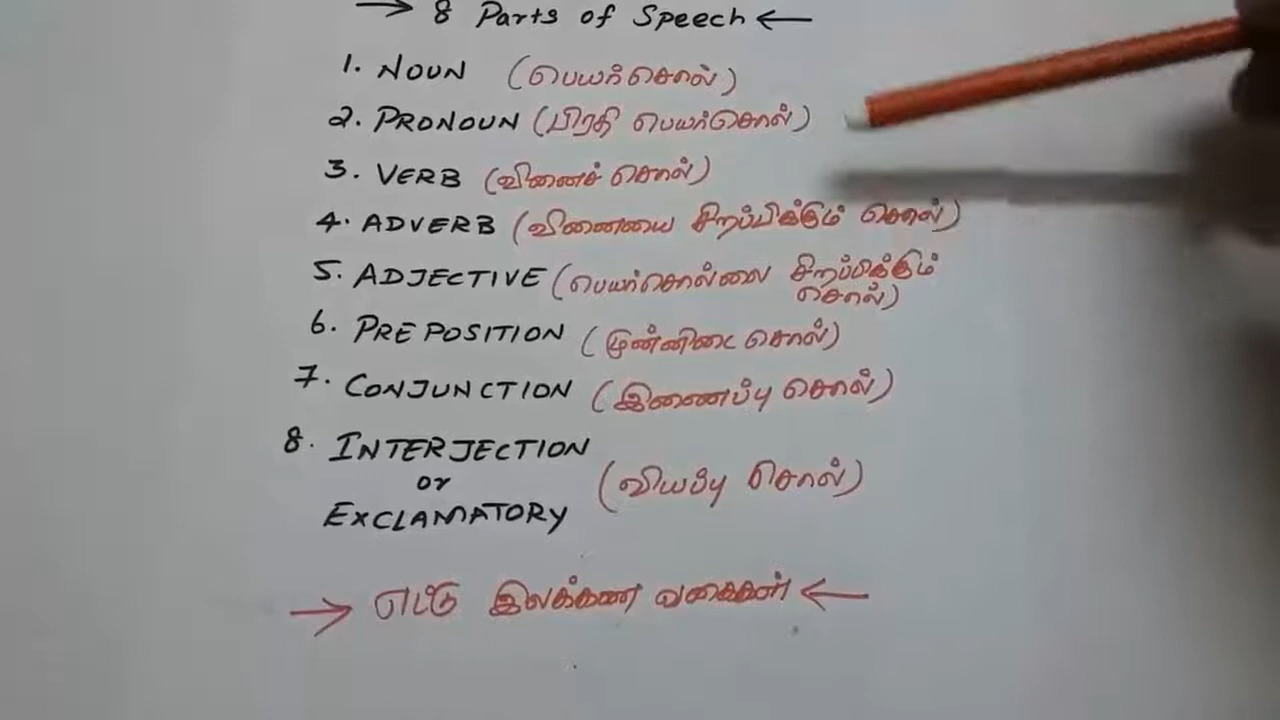 → 8 Parts of Speech ←
1. NOUN (பெயர்சொல்)
2. PRONOUN (பிரதி பெயர்சொல்)
3. VERB (வினைச் சொல்)
4. ADVERB (வினையை சிறப்பிக்கும் சொல்)
5. ADJECTIVE (பெயர்சொல்லை சிறப்பிக்கும்
சொல்)
6. PREPOSITION (முன்னிடை சொல்)
7. CONJUNCTION (இணைப்பு சொல்)
8. INTERJECTION
or
EXCLAMATORY (வியப்பு சொல்)
→ எட்டு இலக்கண வகைகள் ←